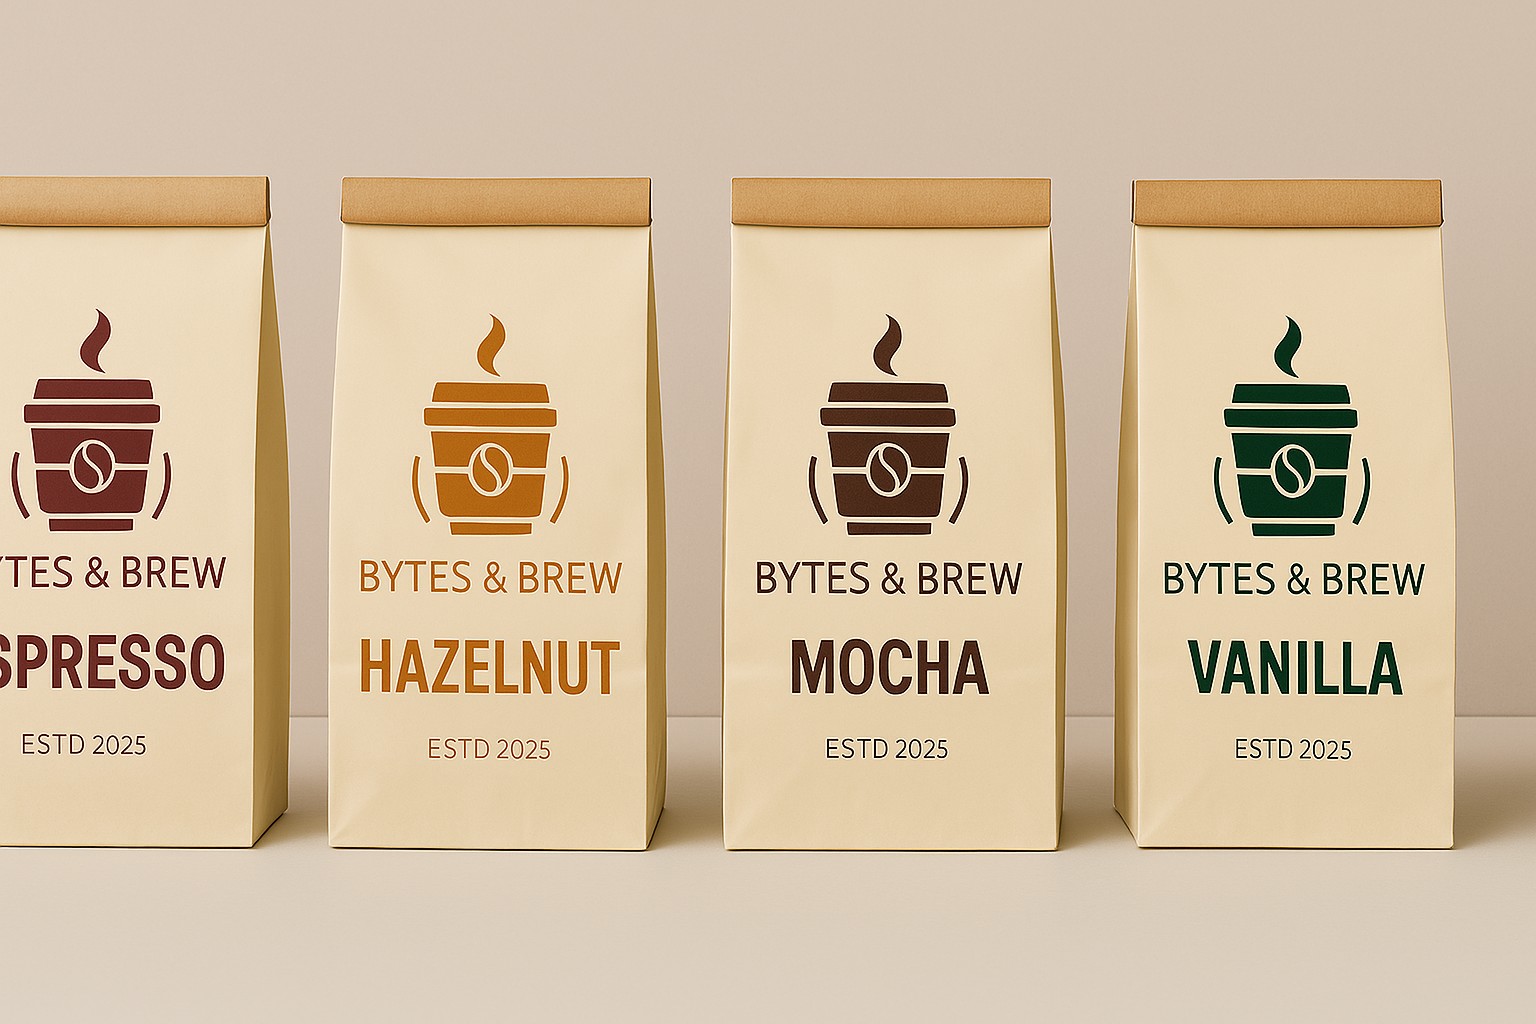 YTES & BREW
SPRESSO
ESTD 2025
BYTES & BREW
HAZELNUT
ESTD 2025
BYTES & BREW
MOCHA
ESTD 2025
BYTES & BREW
VANILLA
ESTD 2025